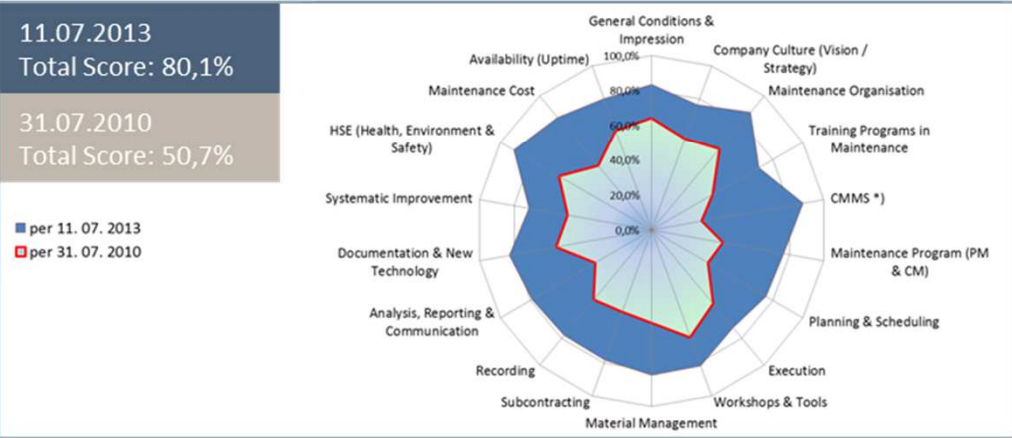 11.07.2013
Total Score: 80,1%
31.07.2010
Total Score: 50,7%
per 11. 07. 2013
per 31. 07. 2010
General Conditions &
Impression
Company Culture (Vision /
Strategy)
Maintenance Organisation
Training Programs in
Maintenance
CMMS *)
Maintenance Program (PM
& CM)
Planning & Scheduling
Execution
Workshops & Tools
Material Management
Subcontracting
Recording
Analysis, Reporting &
Communication
Documentation & New
Technology
Systematic Improvement
HSE (Health, Environment &
Safety)
Maintenance Cost
Availability (Uptime)
100,0%
80,0%
60,0%
40,0%
20,0%
0,0%